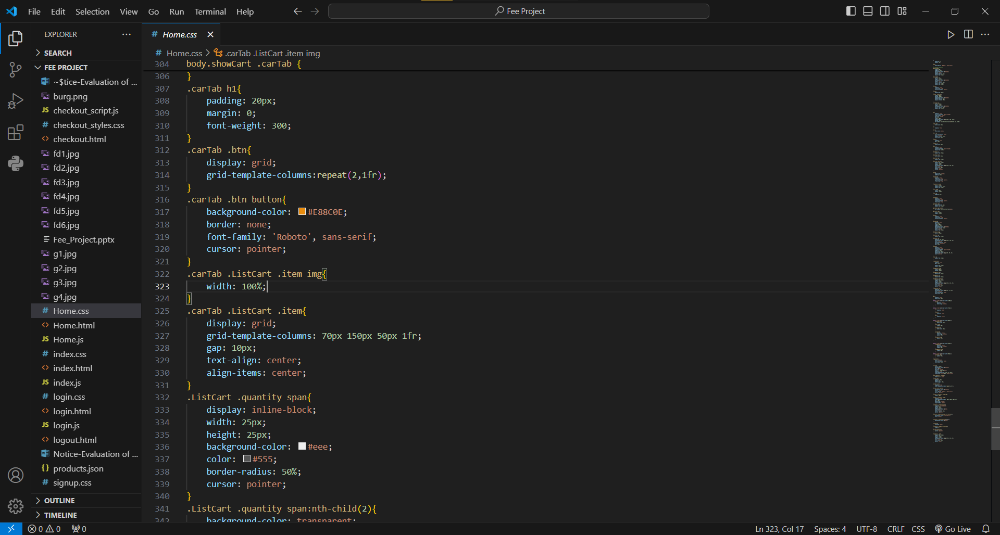 File Edit Selection View Go Run Terminal Help
Fee Project
EXPLORER
SEARCH
FEE PROJECT
~$tice-Evaluation of ...
burg.png
JS checkout_script.js
# checkout_styles.css
<> checkout.html
fd1.jpg
fd2.jpg
fd3.jpg
fd4.jpg
fd5.jpg
fd6.jpg
Fee_Project.pptx
g1.jpg
g2.jpg
g3.jpg
g4.jpg
# Home.css
<> Home.html
JS Home.js
# index.css
<> index.html
JS index.js
# login.css
<> login.html
JS login.js
<> logout.html
Notice-Evaluation of ...
{} products.json
# signup.css
OUTLINE
TIMELINE
# Home.css
# Home.css > .carTab .ListCart .item img
304 body.showCart .carTab {
306 }
307 .carTab h1{
308 padding: 20px;
309 margin: 0;
310 font-weight: 300;
311 }
312 .carTab .btn{
313 display: grid;
314 grid-template-columns:repeat(2,1fr);
315 }
316 .carTab .btn button{
317 background-color: #E88C0E;
318 border: none;
319 font-family: 'Roboto', sans-serif;
320 cursor: pointer;
321 }
322 .carTab .ListCart .item img{
323 width: 100%;
324 }
325 .carTab .ListCart .item{
326 display: grid;
327 grid-template-columns: 70px 150px 50px 1fr;
328 gap: 10px;
329 text-align: center;
330 align-items: center;
331 }
332 .ListCart .quantity span{
333 display: inline-block;
334 width: 25px;
335 height: 25px;
336 background-color: #eee;
337 color: #555;
338 border-radius: 50%;
339 cursor: pointer;
340 }
341 .ListCart .quantity span:nth-child(2){
342 background-color: transparent;
0 0 0
Ln 323, Col 17 Spaces: 4 UTF-8 CRLF CSS Go Live